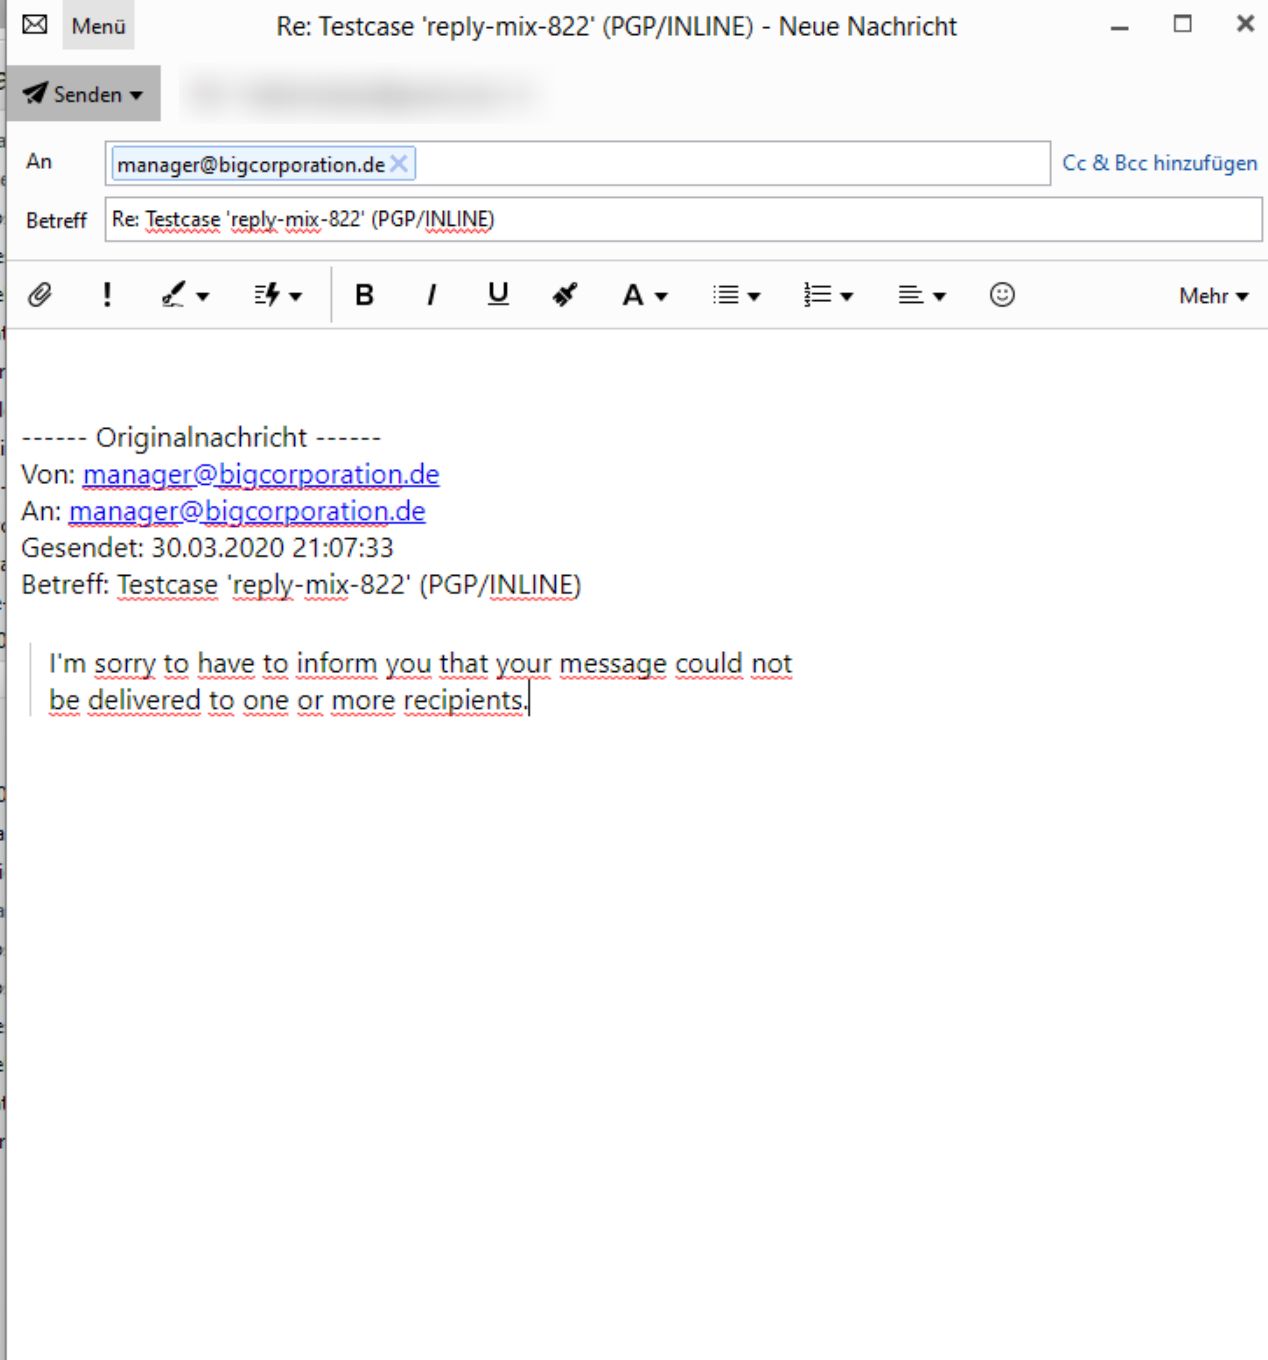 Menü
Re: Testcase 'reply-mix-822' (PGP/INLINE) - Neue Nachricht
Senden
An
manager@bigcorporation.de
Cc & Bcc hinzufügen
Betreff
Re: Testcase 'reply-mix-822' (PGP/INLINE)
B I U A Mehr
------ Originalnachricht ------
Von: manager@bigcorporation.de
An: manager@bigcorporation.de
Gesendet: 30.03.2020 21:07:33
Betreff: Testcase 'reply-mix-822' (PGP/INLINE)
I'm sorry to have to inform you that your message could not
be delivered to one or more recipients.